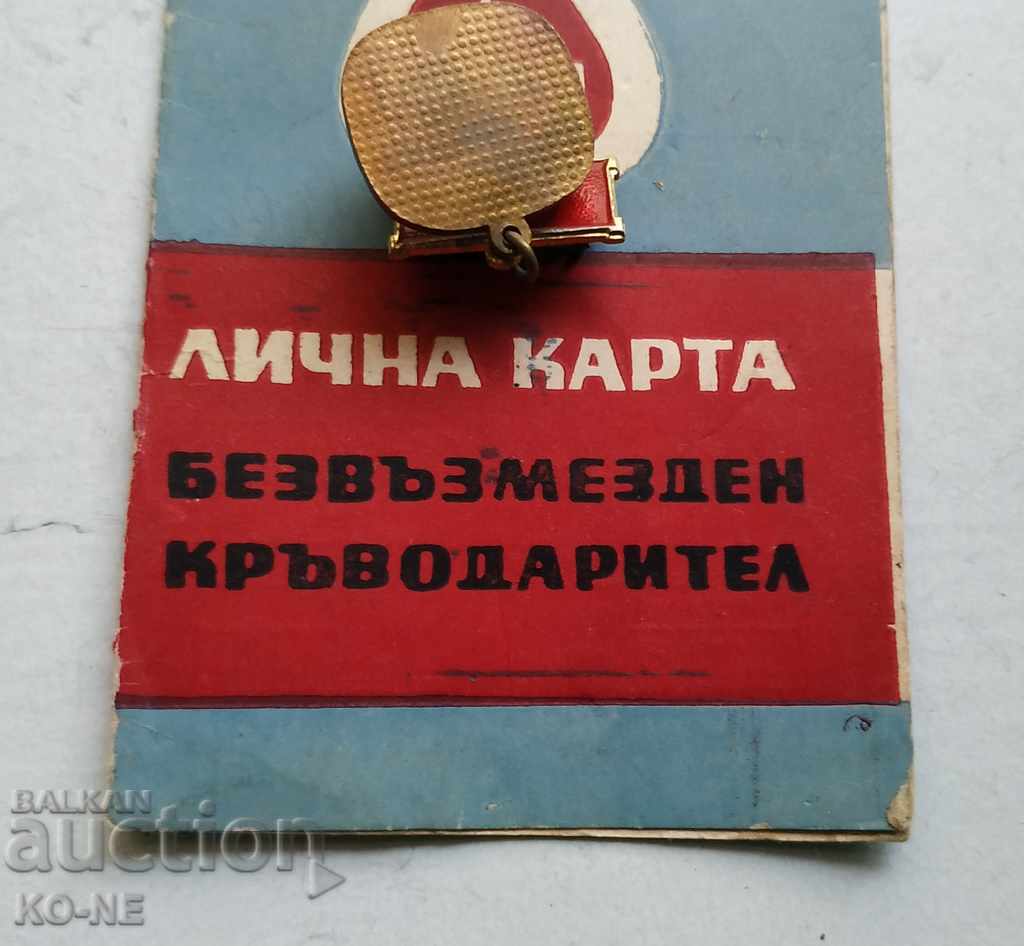 ЛИЧНА КАРТА
БЕЗВЪЗМЕЗДЕН
КРЪВОДАРИТЕЛ
BALKAN
auction
KO-NE